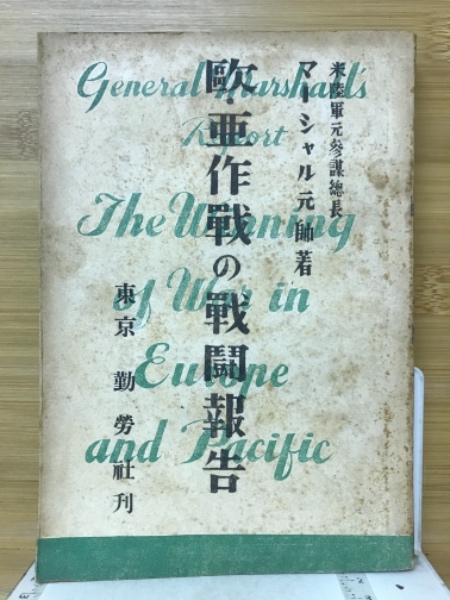 米陸軍元參謀總長
マーシャル元帥著
歐・亜作戰の戰鬪報告
東京 勤勞社刊
General Marshall's
Report
The Winning
of War in
Europe
and Pacific